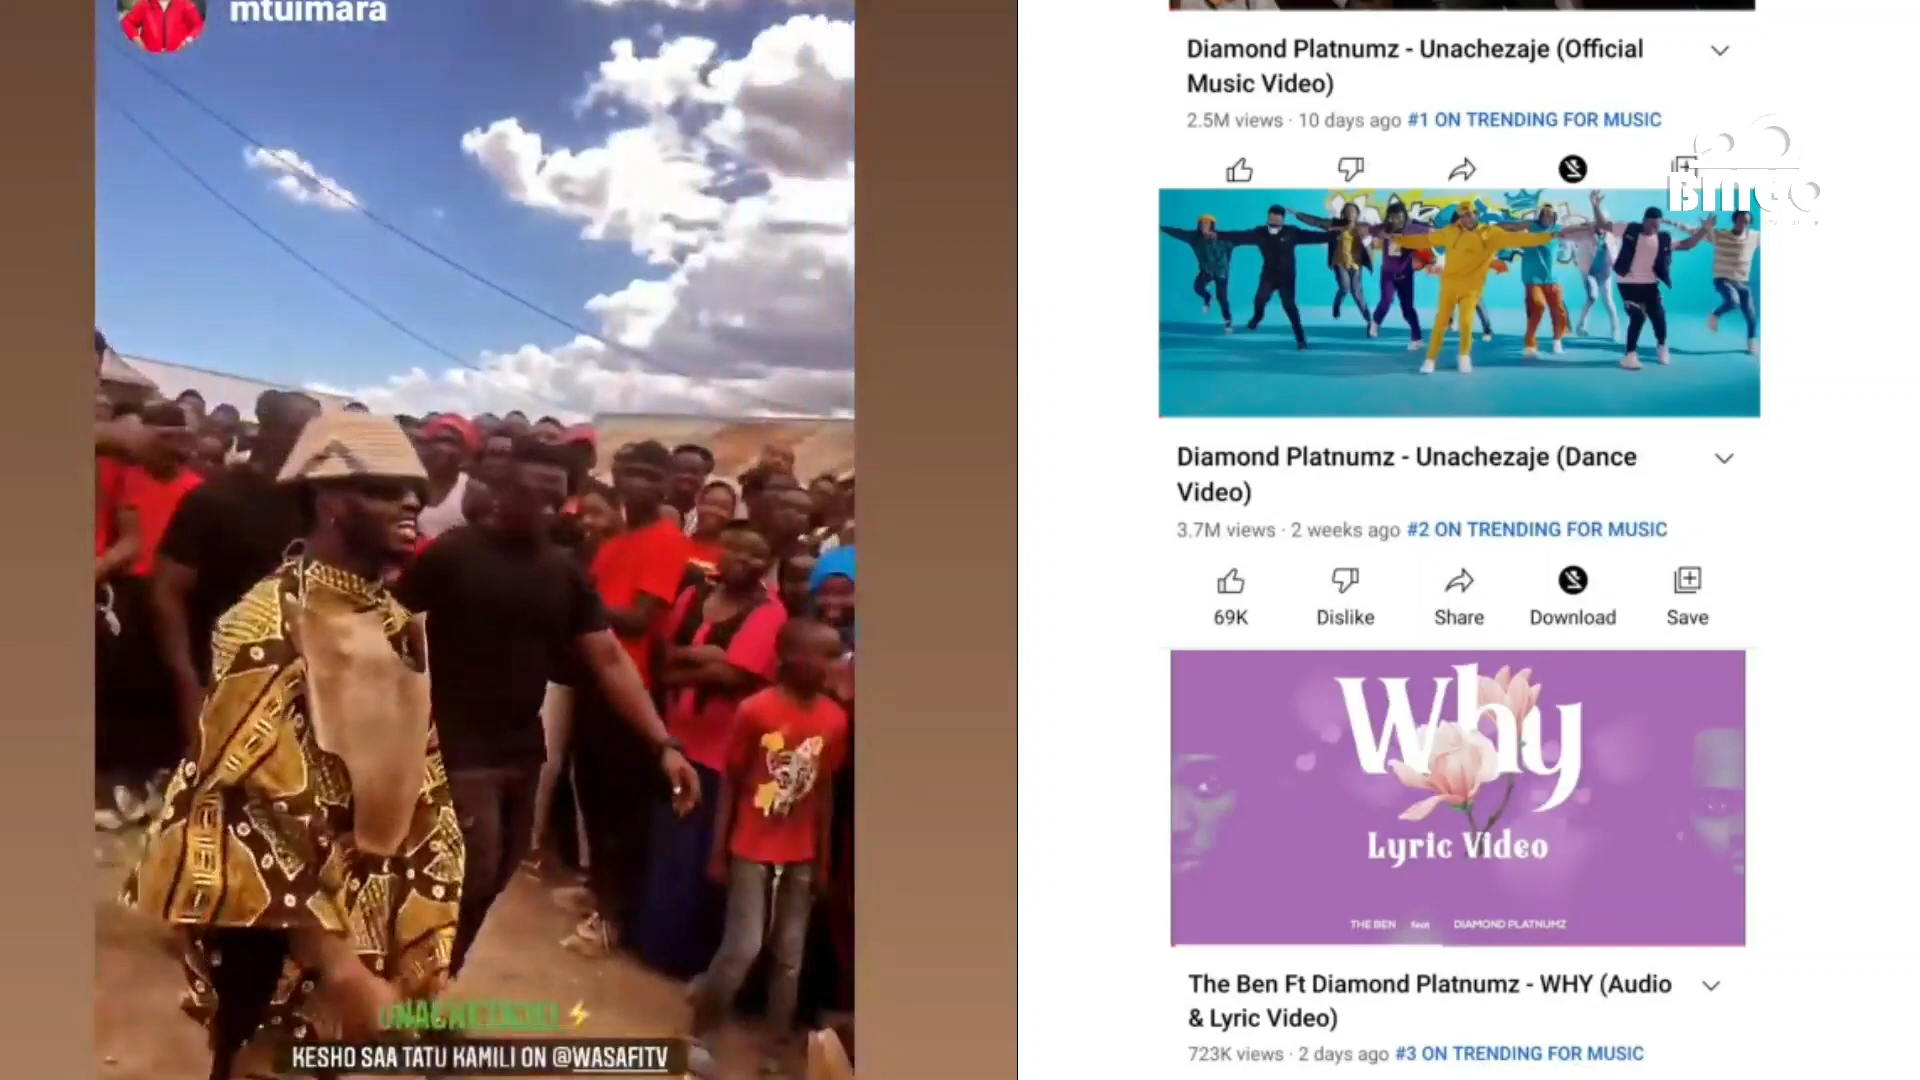 mtuimara
KESHO SAA TATU KAMILI ON @WASAFITV
Diamond Platnumz - Unachezaje (Official
Music Video)
2.5M views · 10 days ago #1 ON TRENDING FOR MUSIC
BINGO
Diamond Platnumz - Unachezaje (Dance
Video)
3.7M views · 2 weeks ago #2 ON TRENDING FOR MUSIC
69K Dislike Share Download Save
Why
Lyric Video
THE BEN feat DIAMOND PLATNUMZ
The Ben Ft Diamond Platnumz - WHY (Audio
& Lyric Video)
723K views · 2 days ago #3 ON TRENDING FOR MUSIC